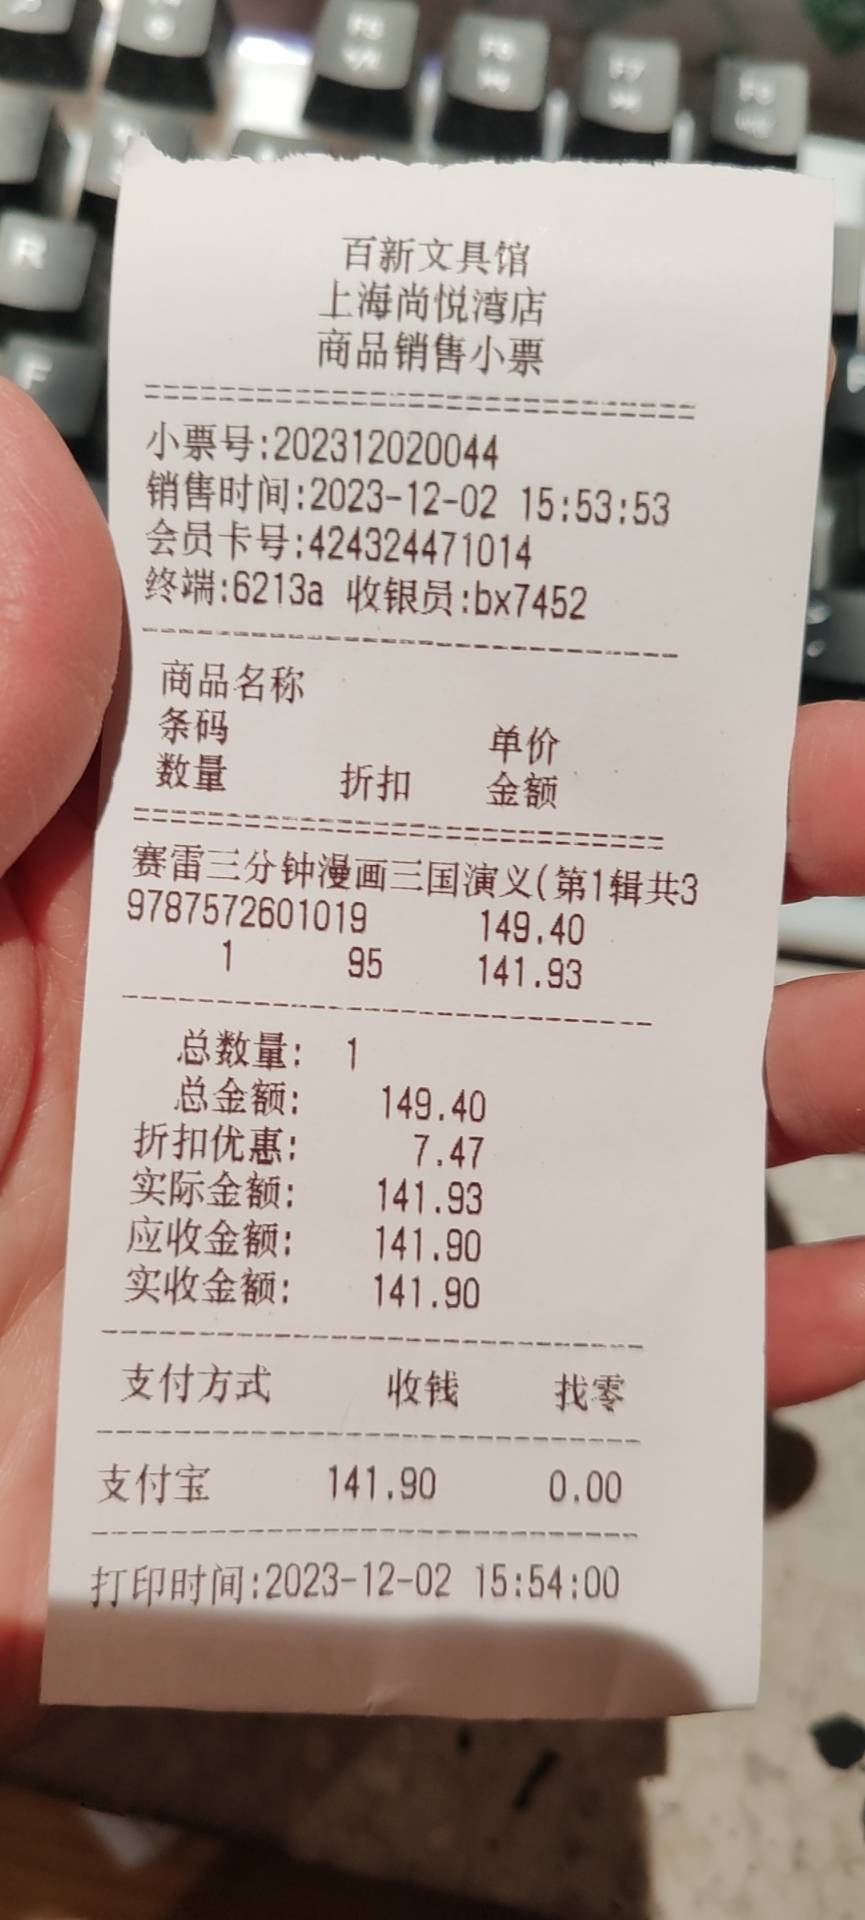 百新文具馆
上海尚悦湾店
商品销售小票
==============================
小票号:202312020044
销售时间:2023-12-02 15:53:53
会员卡号:424324471014
终端:6213a 收银员:bx7452
------------------------------
商品名称
条码 单价
数量 折扣 金额
==============================
赛雷三分钟漫画三国演义(第1辑共3
9787572601019 149.40
1 95 141.93
------------------------------
总数量: 1
总金额: 149.40
折扣优惠: 7.47
实际金额: 141.93
应收金额: 141.90
实收金额: 141.90
------------------------------
支付方式 收钱 找零
------------------------------
支付宝 141.90 0.00
------------------------------
打印时间:2023-12-02 15:54:00
R
F